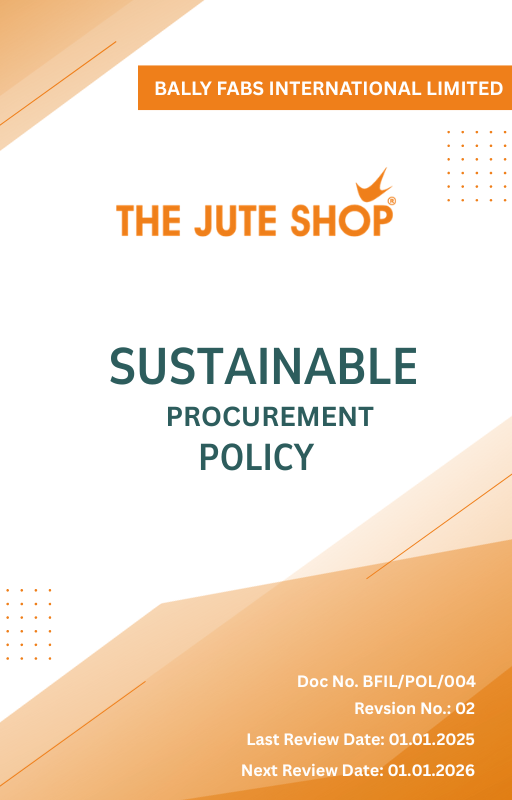 BALLY FABS INTERNATIONAL LIMITED
THE JUTE SHOP®
SUSTAINABLE
PROCUREMENT
POLICY
Doc No. BFIL/POL/004
Revsion No.: 02
Last Review Date: 01.01.2025
Next Review Date: 01.01.2026